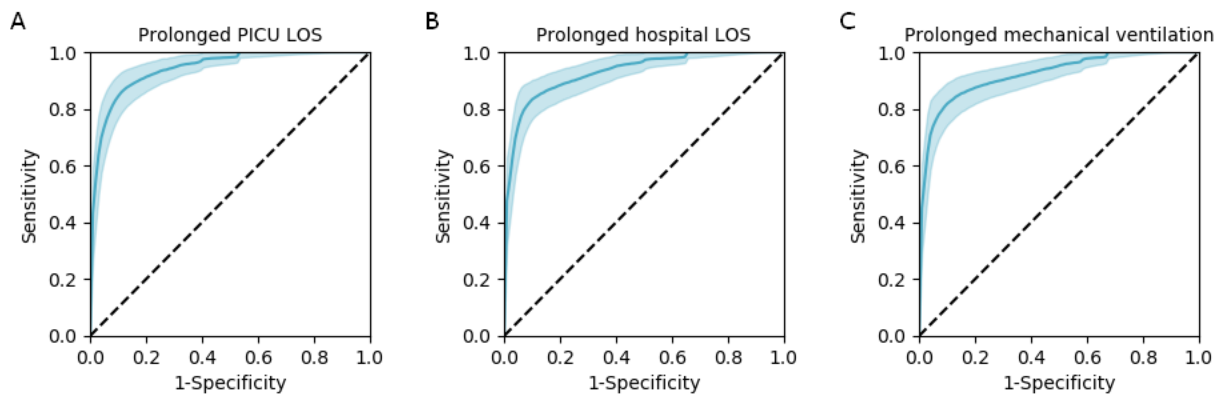 A
Prolonged PICU LOS
1.0
0.8
0.6
0.4
0.2
0.0
Sensitivity
0.0 0.2 0.4 0.6 0.8 1.0
1-Specificity
B
Prolonged hospital LOS
1.0
0.8
0.6
0.4
0.2
0.0
Sensitivity
0.0 0.2 0.4 0.6 0.8 1.0
1-Specificity
C
Prolonged mechanical ventilation
1.0
0.8
0.6
0.4
0.2
0.0
Sensitivity
0.0 0.2 0.4 0.6 0.8 1.0
1-Specificity